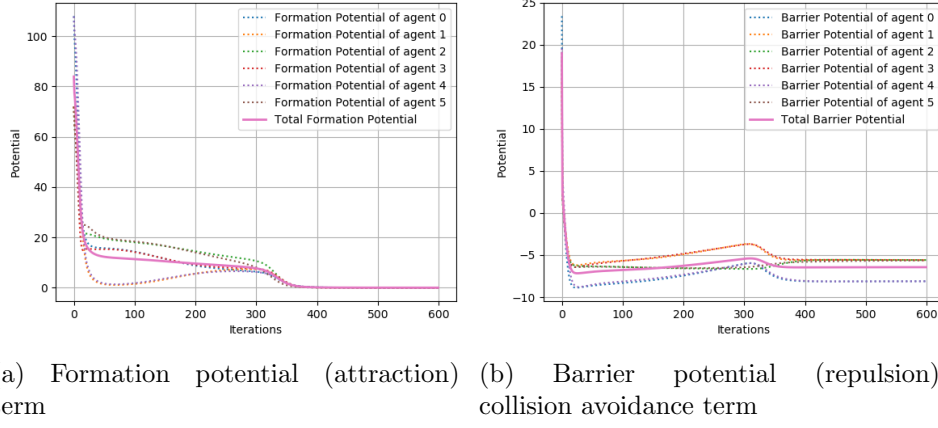 Formation Potential of agent 0
Formation Potential of agent 1
Formation Potential of agent 2
Formation Potential of agent 3
Formation Potential of agent 4
Formation Potential of agent 5
Total Formation Potential
100
80
60
40
20
0
Potential
0 100 200 300 400 500 600
Iterations
Barrier Potential of agent 0
Barrier Potential of agent 1
Barrier Potential of agent 2
Barrier Potential of agent 3
Barrier Potential of agent 4
Barrier Potential of agent 5
Total Barrier Potential
25
20
15
10
5
0
−5
−10
Potential
0 100 200 300 400 500 600
Iterations
a) Formation potential (attraction)
erm
(b) Barrier potential (repulsion)
collision avoidance term